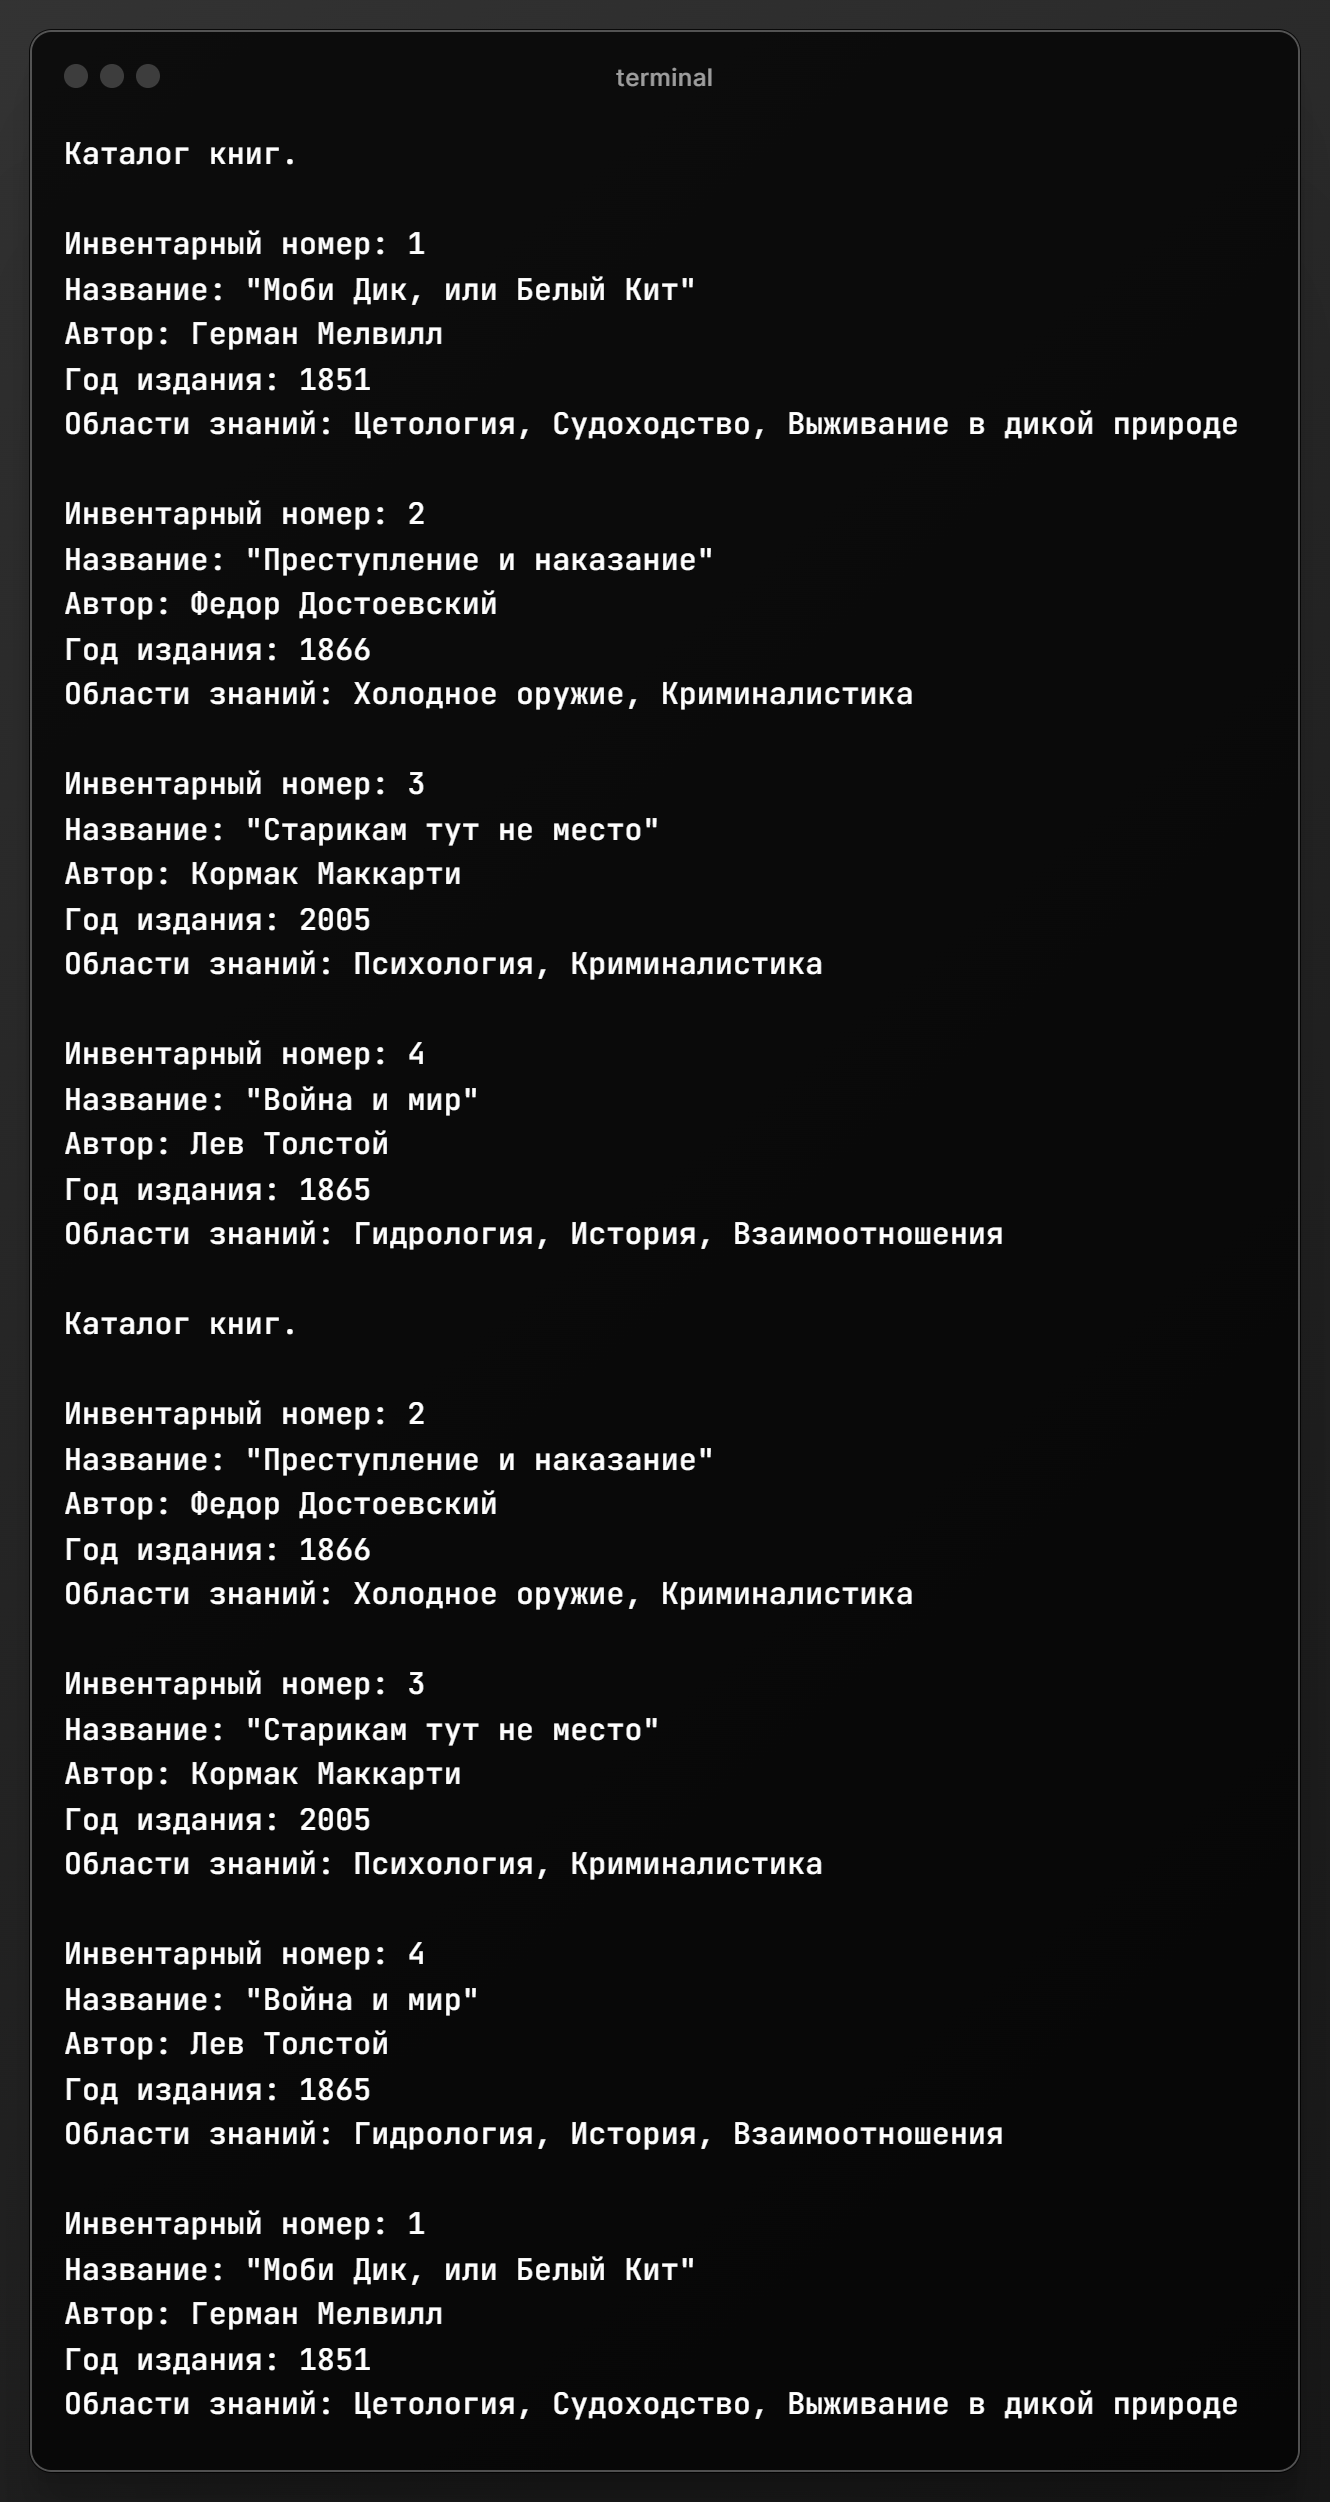 terminal
Каталог книг.
Инвентарный номер: 1
Название: "Моби Дик, или Белый Кит"
Автор: Герман Мелвилл
Год издания: 1851
Области знаний: Цетология, Судоходство, Выживание в дикой природе
Инвентарный номер: 2
Название: "Преступление и наказание"
Автор: Федор Достоевский
Год издания: 1866
Области знаний: Холодное оружие, Криминалистика
Инвентарный номер: 3
Название: "Старикам тут не место"
Автор: Кормак Маккарти
Год издания: 2005
Области знаний: Психология, Криминалистика
Инвентарный номер: 4
Название: "Война и мир"
Автор: Лев Толстой
Год издания: 1865
Области знаний: Гидрология, История, Взаимоотношения
Каталог книг.
Инвентарный номер: 2
Название: "Преступление и наказание"
Автор: Федор Достоевский
Год издания: 1866
Области знаний: Холодное оружие, Криминалистика
Инвентарный номер: 3
Название: "Старикам тут не место"
Автор: Кормак Маккарти
Год издания: 2005
Области знаний: Психология, Криминалистика
Инвентарный номер: 4
Название: "Война и мир"
Автор: Лев Толстой
Год издания: 1865
Области знаний: Гидрология, История, Взаимоотношения
Инвентарный номер: 1
Название: "Моби Дик, или Белый Кит"
Автор: Герман Мелвилл
Год издания: 1851
Области знаний: Цетология, Судоходство, Выживание в дикой природе